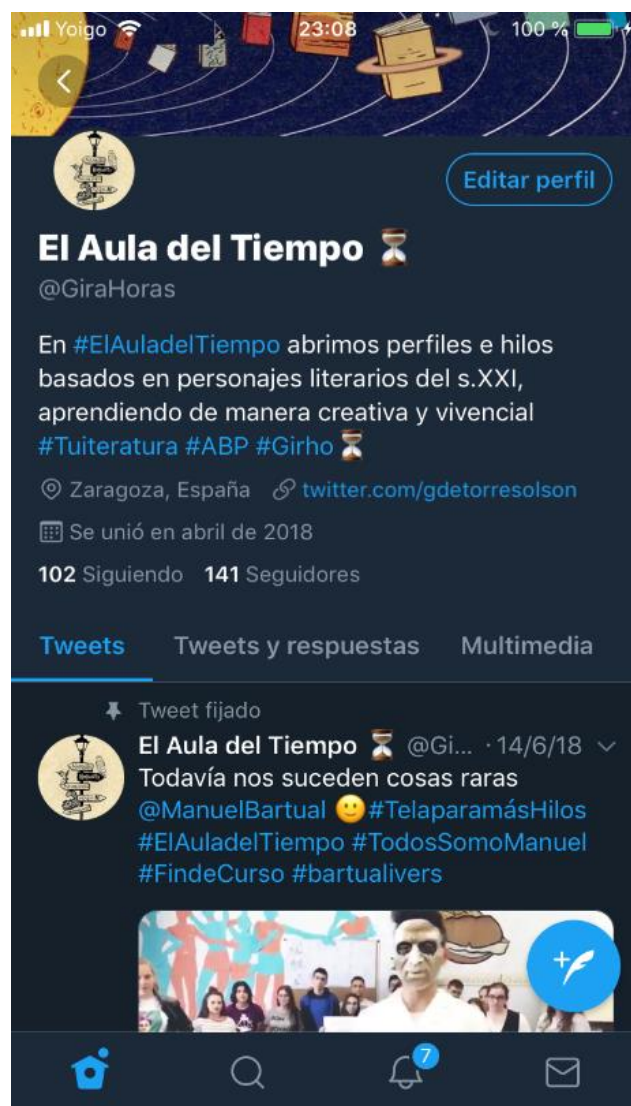 Yoigo 23:08 100 %
Editar perfil
El Aula del Tiempo ⏳
@GiraHoras
En #ElAuladelTiempo abrimos perfiles e hilos
basados en personajes literarios del s.XXI,
aprendiendo de manera creativa y vivencial
#Tuiteratura #ABP #Girho ⏳
Zaragoza, España twitter.com/gdetorresolson
Se unió en abril de 2018
102 Siguiendo 141 Seguidores
Tweets Tweets y respuestas Multimedia
Tweet fijado
El Aula del Tiempo ⏳ @Gi... · 14/6/18
Todavía nos suceden cosas raras
@ManuelBartual 🙂 #TelaparamásHilos
#ElAuladelTiempo #TodosSomoManuel
#FindeCurso #bartualivers
7